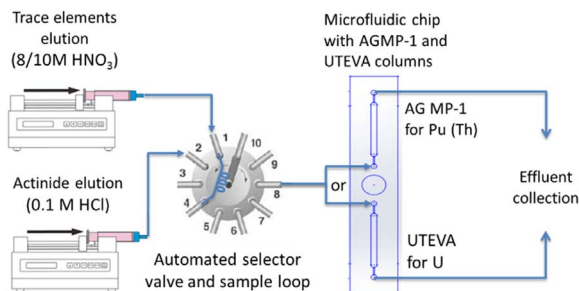 Trace elements
elution
(8/10M HNO₃)
Microfluidic chip
with AGMP-1 and
UTEVA columns
1
10
2
9
3
8
4
7
5
6
AG MP-1
for Pu (Th)
or
Effluent
collection
Actinide elution
(0.1 M HCl)
UTEVA
for U
Automated selector
valve and sample loop